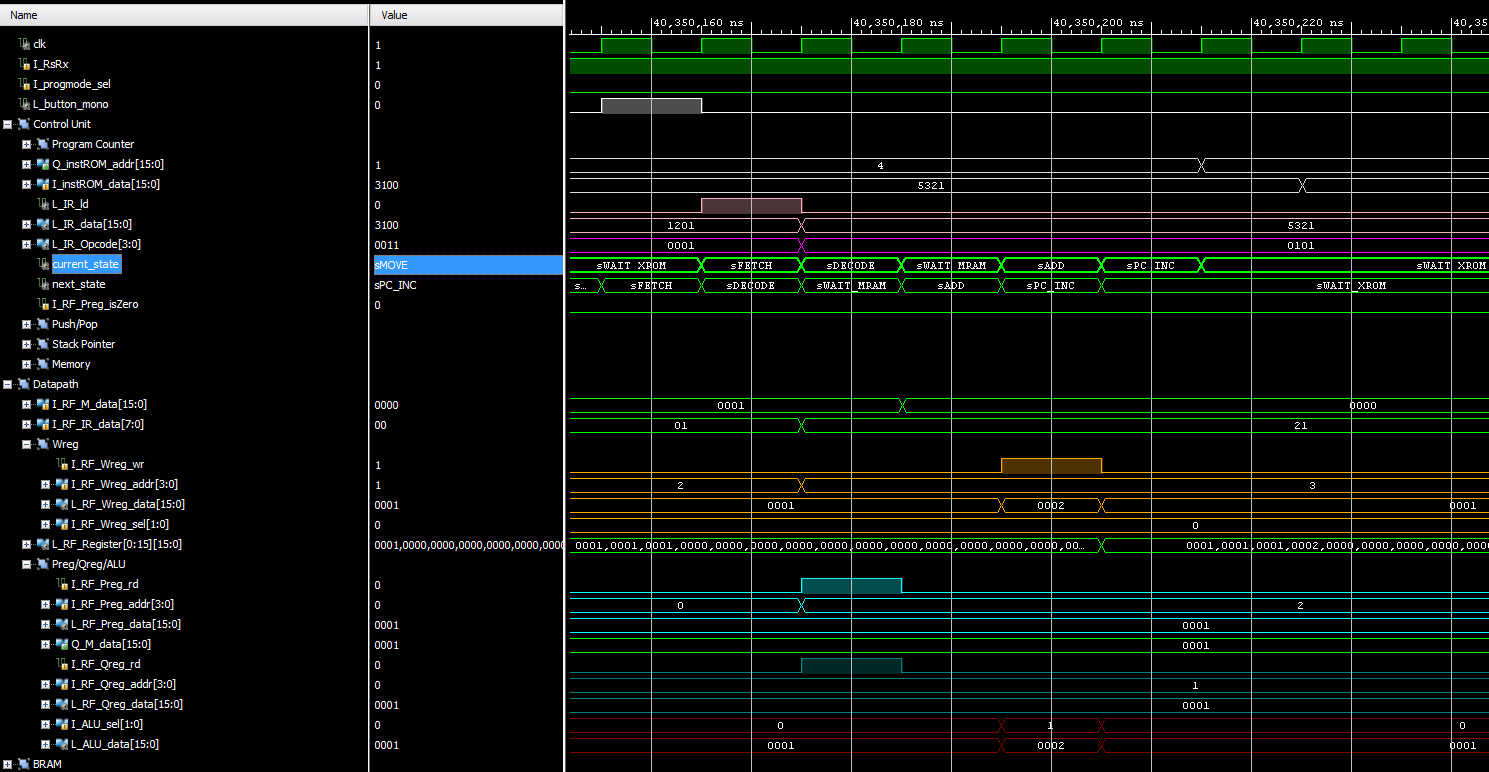 Name Value 40,350,160 ns 40,350,180 ns 40,350,200 ns 40,350,220 ns 40,35
clk 1
I_RsRx 1
I_progmode_sel 0
L_button_mono 0
Control Unit
Program Counter
Q_instROM_addr[15:0] 1 4
I_instROM_data[15:0] 3100 5321
L_IR_ld 0
L_IR_data[15:0] 3100 1201 5321
L_IR_Opcode[3:0] 0011 0001 0101
current_state sMOVE sWAIT_XROM sFETCH sDECODE sWAIT_MRAM sADD sPC_INC sWAIT_XROM
next_state sPC_INC s... sFETCH sDECODE sWAIT_MRAM sADD sPC_INC sWAIT_XROM
I_RF_Preg_isZero 0
Push/Pop
Stack Pointer
Memory
Datapath
I_RF_M_data[15:0] 0000 0001 0000
I_RF_IR_data[7:0] 00 01 21
Wreg
I_RF_Wreg_wr 1
I_RF_Wreg_addr[3:0] 1 2 3
L_RF_Wreg_data[15:0] 0001 0001 0002 0001
I_RF_Wreg_sel[1:0] 0 0
L_RF_Register[0:15][15:0] 0001,0000,0000,0000,0000,0000,0000 0001,0001,0001,0000,0000,0000,0000,0000,0000,0000,0000,0000,00... 0001,0001,0001,0002,0000,0000,0000,0000,0000
Preg/Qreg/ALU
I_RF_Preg_rd 0
I_RF_Preg_addr[3:0] 0 0 2
L_RF_Preg_data[15:0] 0001 0001
Q_M_data[15:0] 0001 0001
I_RF_Qreg_rd 0
I_RF_Qreg_addr[3:0] 0 1
L_RF_Qreg_data[15:0] 0001 0001
I_ALU_sel[1:0] 0 0 1 0
L_ALU_data[15:0] 0001 0001 0002 0001
BRAM